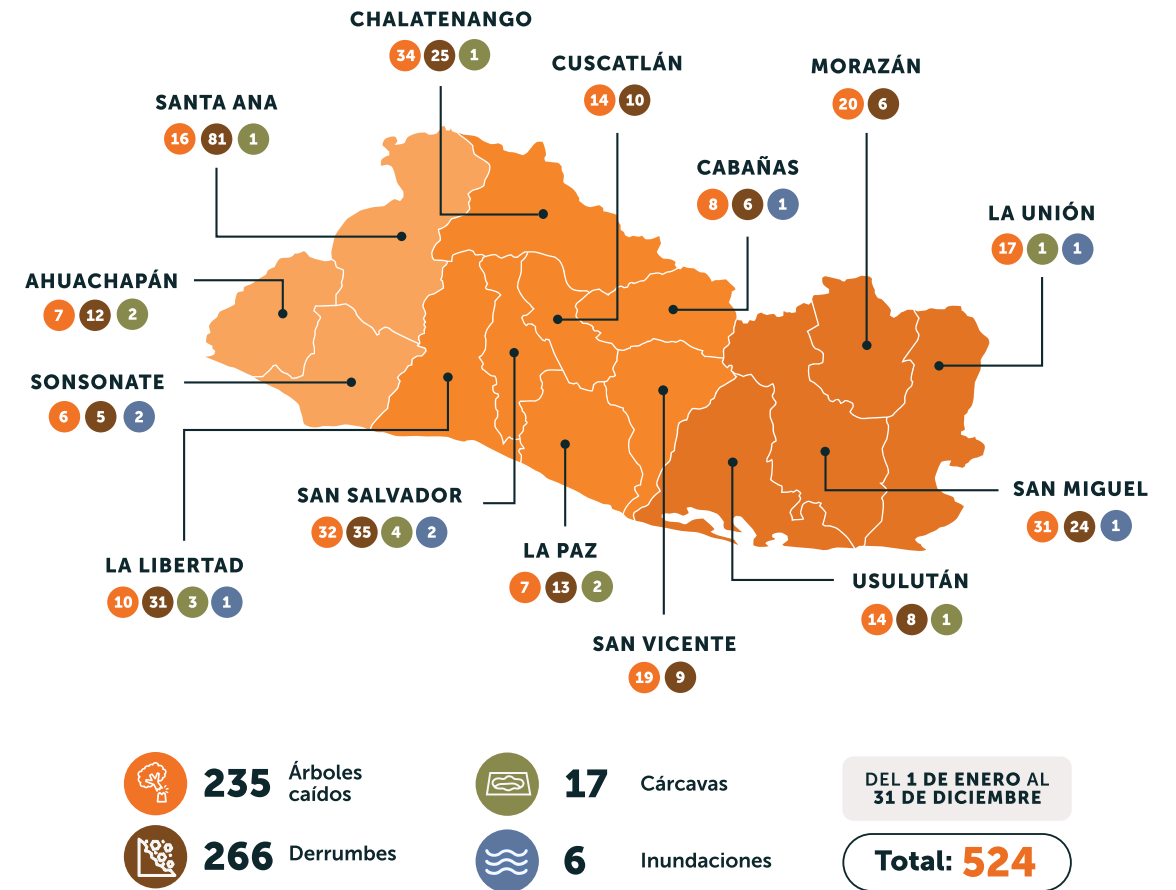 CHALATENANGO
34 25 1
CUSCATLÁN
14 10
MORAZÁN
20 6
SANTA ANA
16 81 1
CABAÑAS
8 6 1
LA UNIÓN
17 1 1
AHUACHAPÁN
7 12 2
SONSONATE
6 5 2
SAN SALVADOR
32 35 4 2
SAN MIGUEL
31 24 1
LA PAZ
7 13 2
LA LIBERTAD
10 31 3 1
USULUTÁN
14 8 1
SAN VICENTE
19 9
235 Árboles
caídos
17 Cárcavas
DEL 1 DE ENERO AL
31 DE DICIEMBRE
266 Derrumbes
6 Inundaciones
Total: 524